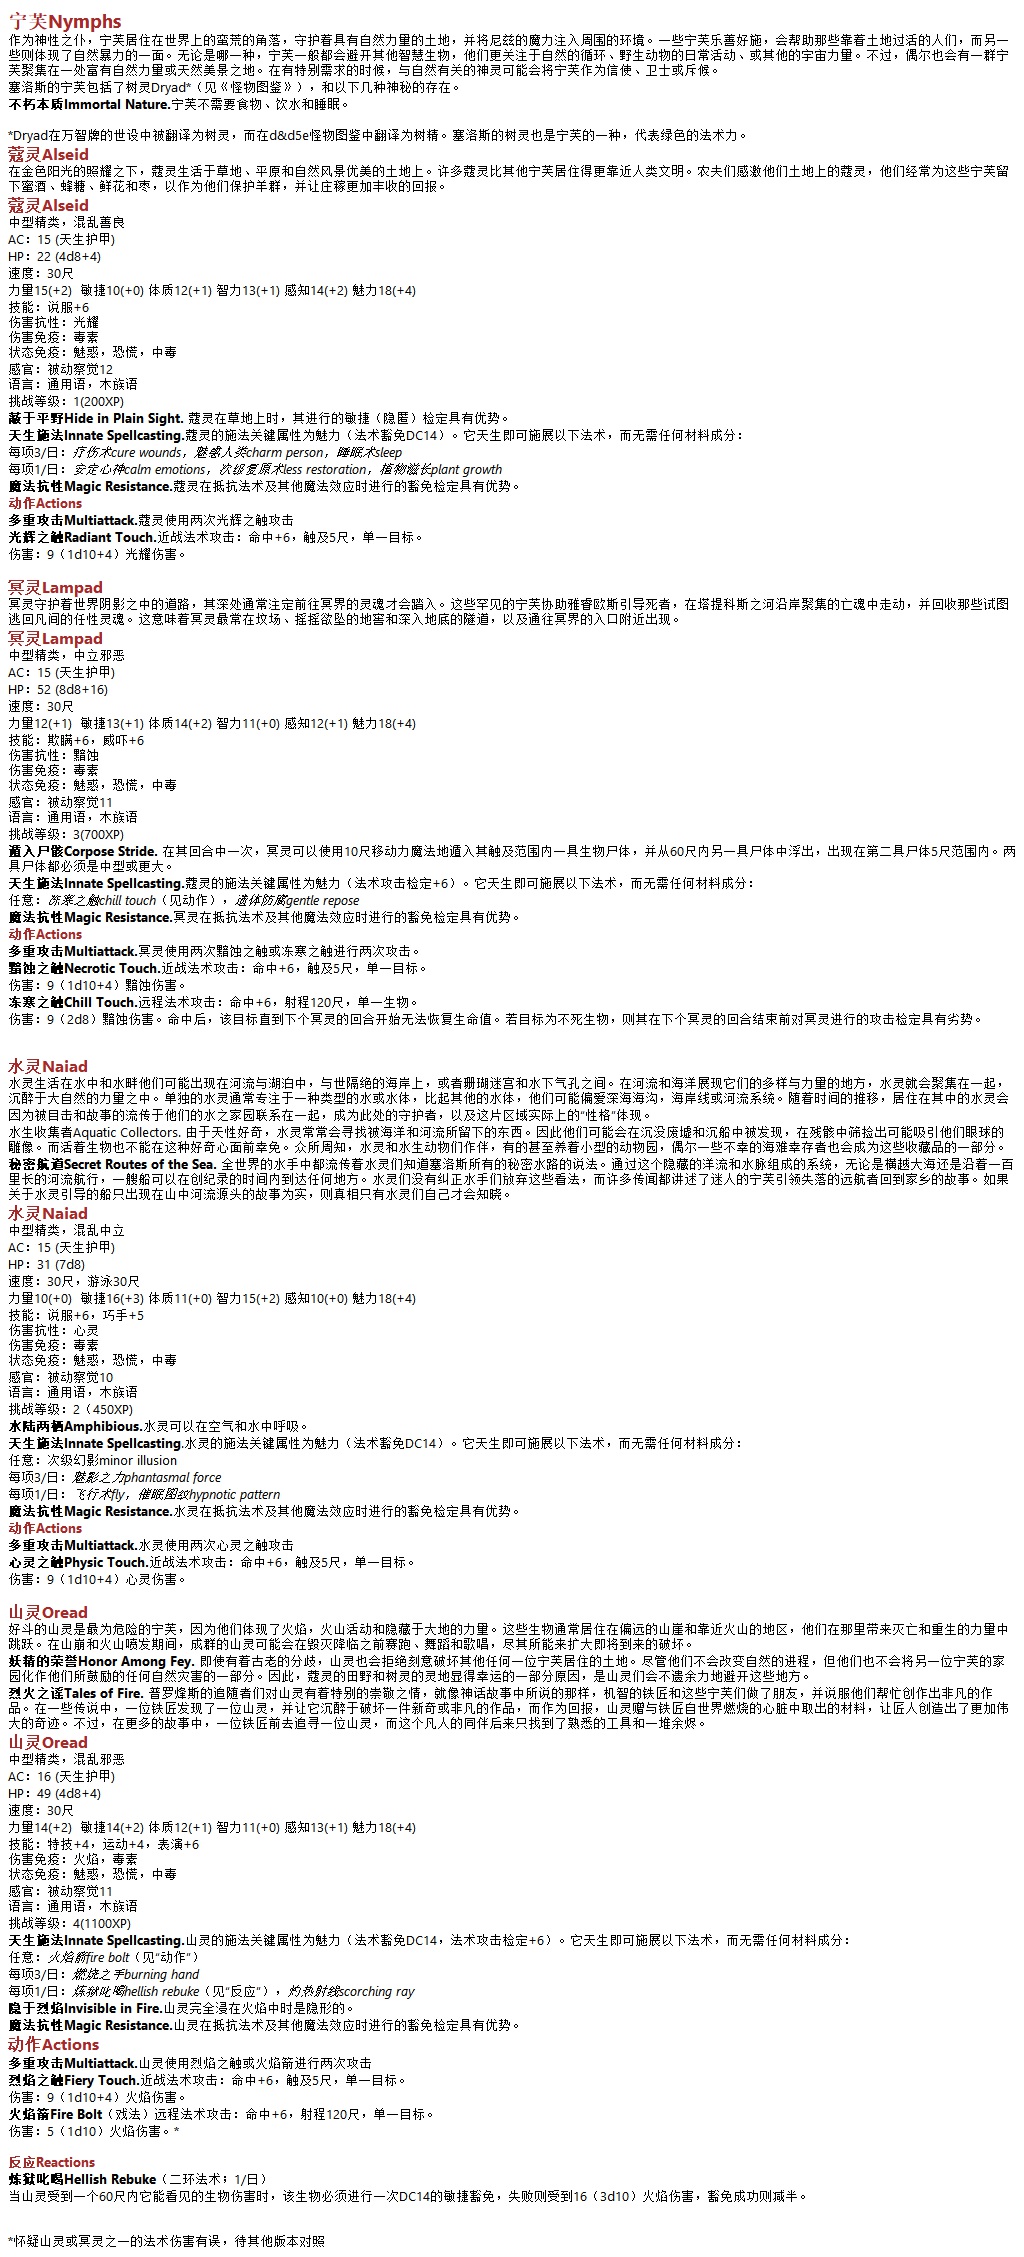 宁芙Nymphs
作为神性之仆，宁芙居住在世界上的蛮荒的角落，守护着具有自然力量的土地，并将尼兹的魔力注入周围的环境。一些宁芙乐善好施，会帮助那些靠着土地过活的人们，而另一
些则体现了自然暴力的一面。无论是哪一种，宁芙一般都会避开其他智慧生物，他们更关注于自然的循环、野生动物的日常活动、或其他的宇宙力量。不过，偶尔也会有一群宁
芙聚集在一处富有自然力量或天然美景之地。在有特别需求的时候，与自然有关的神灵可能会将宁芙作为信使、卫士或斥候。
塞洛斯的宁芙包括了树灵Dryad*（见《怪物图鉴》），和以下几种神秘的存在。
不朽本质Immortal Nature.宁芙不需要食物、饮水和睡眠。
*Dryad在万智牌的世设中被翻译为树灵，而在d&d5e怪物图鉴中翻译为树精。塞洛斯的树灵也是宁芙的一种，代表绿色的法术力。
蔻灵Alseid
在金色阳光的照耀之下，蔻灵生活于草地、平原和自然风景优美的土地上。许多蔻灵比其他宁芙居住得更靠近人类文明。农夫们感激他们土地上的蔻灵，他们经常为这些宁芙留
下蜜酒、蜂糖、鲜花和枣，以作为他们保护羊群，并让庄稼更加丰收的回报。
蔻灵Alseid
中型精类，混乱善良
AC：15 (天生护甲)
HP：22 (4d8+4)
速度：30尺
力量15(+2) 敏捷10(+0) 体质12(+1) 智力13(+1) 感知14(+2) 魅力18(+4)
技能：说服+6
伤害抗性：光耀
伤害免疫：毒素
状态免疫：魅惑，恐慌，中毒
感官：被动察觉12
语言：通用语，木族语
挑战等级：1(200XP)
蔽于平野Hide in Plain Sight. 蔻灵在草地上时，其进行的敏捷（隐匿）检定具有优势。
天生施法Innate Spellcasting.蔻灵的施法关键属性为魅力（法术豁免DC14）。它天生即可施展以下法术，而无需任何材料成分：
每项3/日：疗伤术cure wounds，魅惑人类charm person，睡眠术sleep
每项1/日：安定心神calm emotions，次级复原术less restoration，植物滋长plant growth
魔法抗性Magic Resistance.蔻灵在抵抗法术及其他魔法效应时进行的豁免检定具有优势。
动作Actions
多重攻击Multiattack.蔻灵使用两次光辉之触攻击
光辉之触Radiant Touch.近战法术攻击：命中+6，触及5尺，单一目标。
伤害：9（1d10+4）光耀伤害。
冥灵Lampad
冥灵守护着世界阴影之中的道路，其深处通常注定前往冥界的灵魂才会踏入。这些罕见的宁芙协助雅睿欧斯引导死者，在塔提科斯之河沿岸聚集的亡魂中走动，并回收那些试图
逃回凡间的任性灵魂。这意味着冥灵最常在坟场、摇摇欲坠的地窖和深入地底的隧道，以及通往冥界的入口附近出现。
冥灵Lampad
中型精类，中立邪恶
AC：15 (天生护甲)
HP：52 (8d8+16)
速度：30尺
力量12(+1) 敏捷13(+1) 体质14(+2) 智力11(+0) 感知12(+1) 魅力18(+4)
技能：欺瞒+6，威吓+6
伤害抗性：黯蚀
伤害免疫：毒素
状态免疫：魅惑，恐慌，中毒
感官：被动察觉11
语言：通用语，木族语
挑战等级：3(700XP)
遁入尸骸Corpose Stride. 在其回合中一次，冥灵可以使用10尺移动力魔法地遁入其触及范围内一具生物尸体，并从60尺内另一具尸体中浮出，出现在第二具尸体5尺范围内。两
具尸体都必须是中型或更大。
天生施法Innate Spellcasting.蔻灵的施法关键属性为魅力（法术攻击检定+6）。它天生即可施展以下法术，而无需任何材料成分：
任意：冻寒之触chill touch（见动作），遗体防腐gentle repose
魔法抗性Magic Resistance.冥灵在抵抗法术及其他魔法效应时进行的豁免检定具有优势。
动作Actions
多重攻击Multiattack.冥灵使用两次黯蚀之触或冻寒之触进行两次攻击。
黯蚀之触Necrotic Touch.近战法术攻击：命中+6，触及5尺，单一目标。
伤害：9（1d10+4）黯蚀伤害。
冻寒之触Chill Touch.远程法术攻击：命中+6，射程120尺，单一生物。
伤害：9（2d8）黯蚀伤害。命中后，该目标直到下个冥灵的回合开始无法恢复生命值。若目标为不死生物，则其在下个冥灵的回合结束前对冥灵进行的攻击检定具有劣势。
水灵Naiad
水灵生活在水中和水畔他们可能出现在河流与湖泊中，与世隔绝的海岸上，或者珊瑚迷宫和水下气孔之间。在河流和海洋展现它们的多样与力量的地方，水灵就会聚集在一起，
沉醉于大自然的力量之中。单独的水灵通常专注于一种类型的水或水体，比起其他的水体，他们可能偏爱深海海沟，海岸线或河流系统。随着时间的推移，居住在其中的水灵会
因为被目击和故事的流传于他们的水之家园联系在一起，成为此处的守护者，以及这片区域实际上的“性格”体现。
水生收集者Aquatic Collectors. 由于天性好奇，水灵常常会寻找被海洋和河流所留下的东西。因此他们可能会在沉没废墟和沉船中被发现，在残骸中筛捡出可能吸引他们眼球的
雕像。而活着生物也不能在这种好奇心面前幸免。众所周知，水灵和水生动物们作伴，有的甚至养着小型的动物园，偶尔一些不幸的海难幸存者也会成为这些收藏品的一部分。
秘密航道Secret Routes of the Sea. 全世界的水手中都流传着水灵们知道塞洛斯所有的秘密水路的说法。通过这个隐藏的洋流和水脉组成的系统，无论是横越大海还是沿着一百
里长的河流航行，一艘船可以在创纪录的时间内到达任何地方。水灵们没有纠正水手们放弃这些看法，而许多传闻都讲述了迷人的宁芙引领失落的远航者回到家乡的故事。如果
关于水灵引导的船只出现在山中河流源头的故事为实，则真相只有水灵们自己才会知晓。
水灵Naiad
中型精类，混乱中立
AC：15 (天生护甲)
HP：31 (7d8)
速度：30尺，游泳30尺
力量10(+0) 敏捷16(+3) 体质11(+0) 智力15(+2) 感知10(+0) 魅力18(+4)
技能：说服+6，巧手+5
伤害抗性：心灵
伤害免疫：毒素
状态免疫：魅惑，恐慌，中毒
感官：被动察觉10
语言：通用语，木族语
挑战等级：2（450XP)
水陆两栖Amphibious.水灵可以在空气和水中呼吸。
天生施法Innate Spellcasting.水灵的施法关键属性为魅力（法术豁免DC14）。它天生即可施展以下法术，而无需任何材料成分：
任意：次级幻影minor illusion
每项3/日：魅影之力phantasmal force
每项1/日：飞行术fly，催眠图纹hypnotic pattern
魔法抗性Magic Resistance.水灵在抵抗法术及其他魔法效应时进行的豁免检定具有优势。
动作Actions
多重攻击Multiattack.水灵使用两次心灵之触攻击
心灵之触Physic Touch.近战法术攻击：命中+6，触及5尺，单一目标。
伤害：9（1d10+4）心灵伤害。
山灵Oread
好斗的山灵是最为危险的宁芙，因为他们体现了火焰，火山活动和隐藏于大地的力量。这些生物通常居住在偏远的山崖和靠近火山的地区，他们在那里带来灭亡和重生的力量中
跳跃。在山崩和火山喷发期间，成群的山灵可能会在毁灭降临之前赛跑、舞蹈和歌唱，尽其所能来扩大即将到来的破坏。
妖精的荣誉Honor Among Fey. 即使有着古老的分歧，山灵也会拒绝刻意破坏其他任何一位宁芙居住的土地。尽管他们不会改变自然的进程，但他们也不会将另一位宁芙的家
园化作他们所鼓励的任何自然灾害的一部分。因此，蔻灵的田野和树灵的灵地显得幸运的一部分原因，是山灵们会不遗余力地避开这些地方。
烈火之谣Tales of Fire. 普罗烽斯的追随者们对山灵有着特别的崇敬之情，就像神话故事中所说的那样，机智的铁匠和这些宁芙们做了朋友，并说服他们帮忙创作出非凡的作
品。在一些传说中，一位铁匠发现了一位山灵，并让它沉醉于破坏一件新奇或非凡的作品，而作为回报，山灵赠与铁匠自世界燃烧的心脏中取出的材料，让匠人创造出了更加伟
大的奇迹。不过，在更多的故事中，一位铁匠前去追寻一位山灵，而这个凡人的同伴后来只找到了熟悉的工具和一堆余烬。
山灵Oread
中型精类，混乱邪恶
AC：16 (天生护甲)
HP：49 (4d8+4)
速度：30尺
力量14(+2) 敏捷14(+2) 体质12(+1) 智力11(+0) 感知13(+1) 魅力18(+4)
技能：特技+4，运动+4，表演+6
伤害免疫：火焰，毒素
状态免疫：魅惑，恐慌，中毒
感官：被动察觉11
语言：通用语，木族语
挑战等级：4(1100XP)
天生施法Innate Spellcasting.山灵的施法关键属性为魅力（法术豁免DC14，法术攻击检定+6）。它天生即可施展以下法术，而无需任何材料成分：
任意：火焰箭fire bolt（见“动作”）
每项3/日：燃烧之手burning hand
每项1/日：炼狱叱喝hellish rebuke（见“反应”），灼热射线scorching ray
隐于烈焰Invisible in Fire.山灵完全浸在火焰中时是隐形的。
魔法抗性Magic Resistance.山灵在抵抗法术及其他魔法效应时进行的豁免检定具有优势。
动作Actions
多重攻击Multiattack.山灵使用烈焰之触或火焰箭进行两次攻击
烈焰之触Fiery Touch.近战法术攻击：命中+6，触及5尺，单一目标。
伤害：9（1d10+4）火焰伤害。
火焰箭Fire Bolt（戏法）远程法术攻击：命中+6，射程120尺，单一目标。
伤害：5（1d10）火焰伤害。*
反应Reactions
炼狱叱喝Hellish Rebuke（二环法术；1/日）
当山灵受到一个60尺内它能看见的生物伤害时，该生物必须进行一次DC14的敏捷豁免，失败则受到16（3d10）火焰伤害，豁免成功则减半。
*怀疑山灵或冥灵之一的法术伤害有误，待其他版本对照